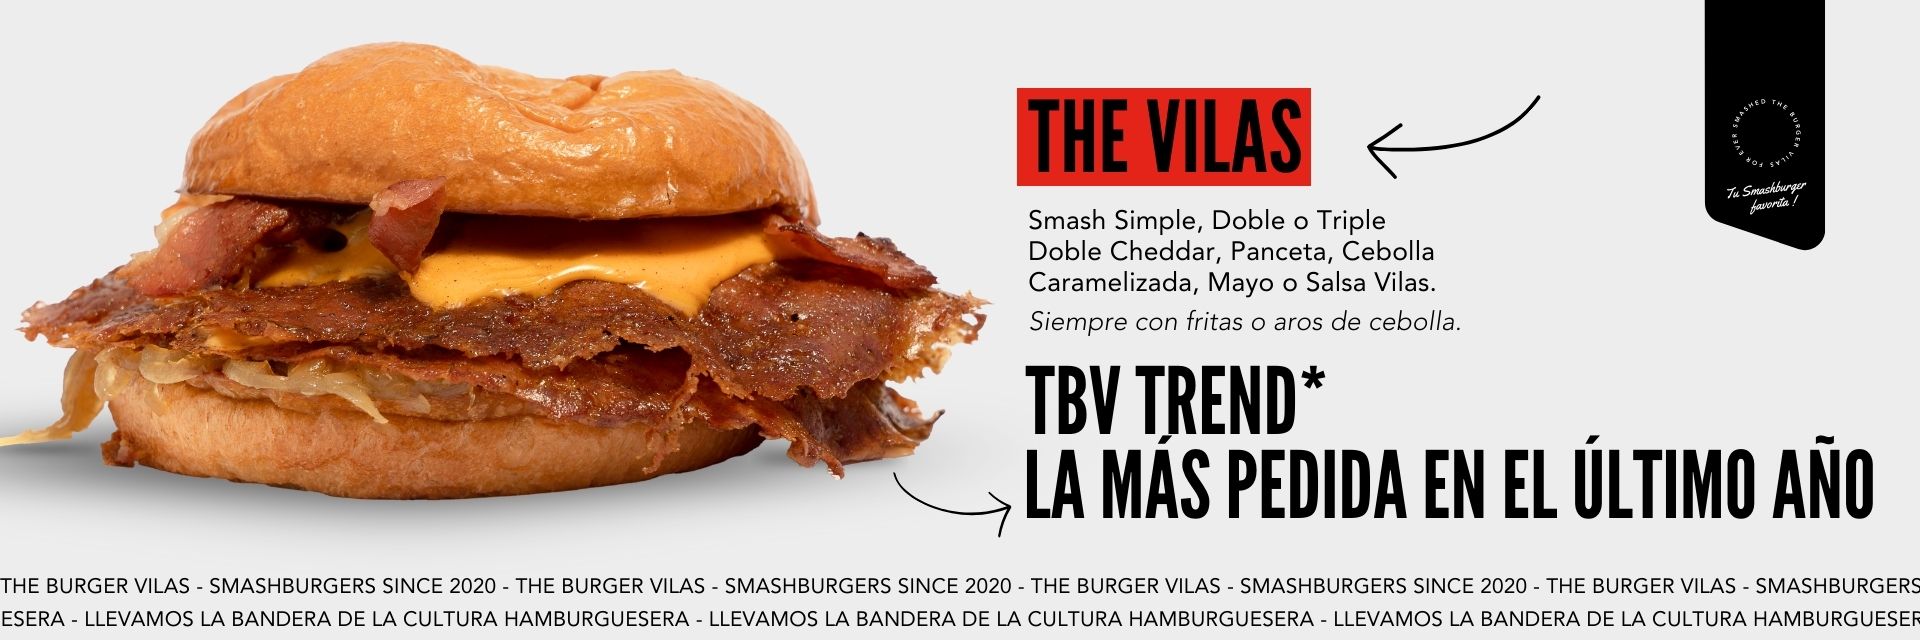 THE VILAS
Smash Simple, Doble o Triple
Doble Cheddar, Panceta, Cebolla
Caramelizada, Mayo o Salsa Vilas.
Siempre con fritas o aros de cebolla.
TBV TREND*
LA MÁS PEDIDA EN EL ÚLTIMO AÑO
SMASHED THE BURGER VILAS FOR EVER
Tu Smashburger
favorita !
THE BURGER VILAS - SMASHBURGERS SINCE 2020 - THE BURGER VILAS - SMASHBURGERS SINCE 2020 - THE BURGER VILAS - SMASHBURGERS SINCE 2020 - THE BURGER VILAS - SMASHBURGERS
ESERA - LLEVAMOS LA BANDERA DE LA CULTURA HAMBURGUESERA - LLEVAMOS LA BANDERA DE LA CULTURA HAMBURGUESERA - LLEVAMOS LA BANDERA DE LA CULTURA HAMBURGUESER